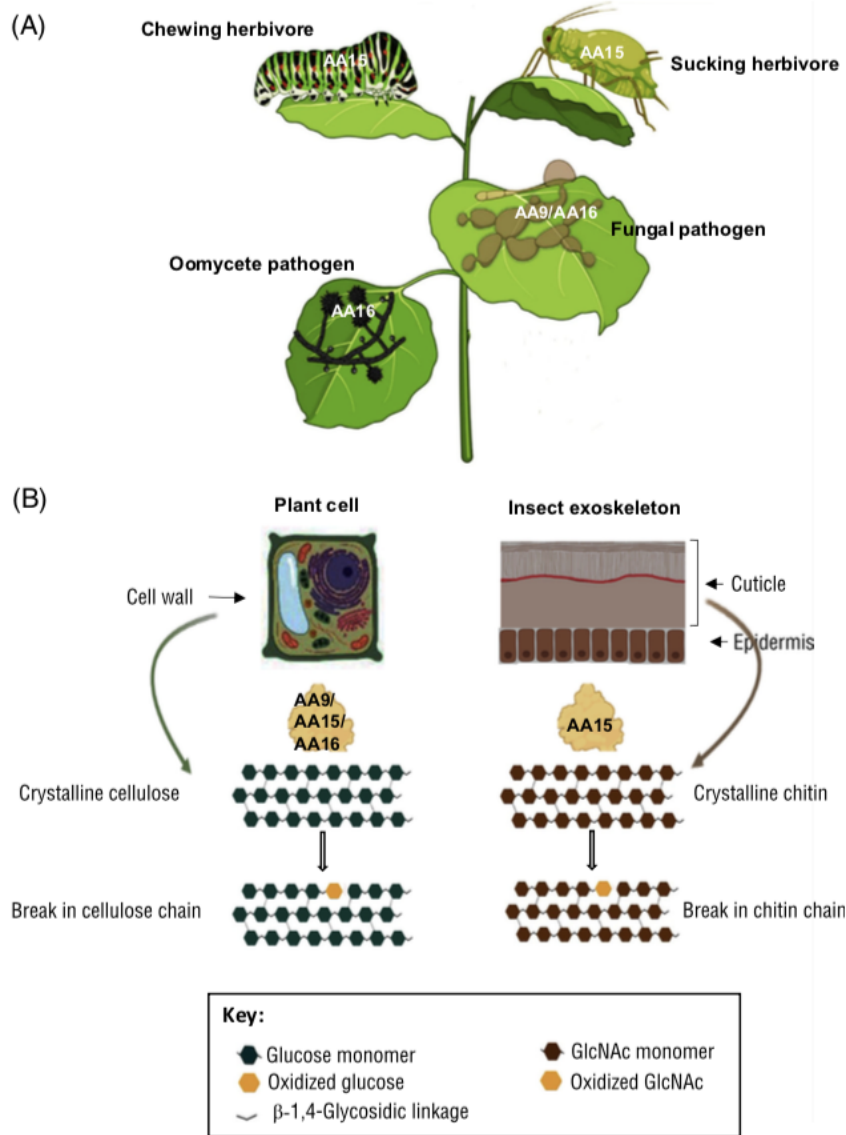 (A)
Chewing herbivore
AA15
AA15
Sucking herbivore
AA9/AA16
Fungal pathogen
Oomycete pathogen
AA16
(B)
Plant cell
Insect exoskeleton
Cell wall
Cuticle
Epidermis
AA9/
AA15/
AA16
AA15
Crystalline cellulose
Crystalline chitin
Break in cellulose chain
Break in chitin chain
Key:
Glucose monomer
GlcNAc monomer
Oxidized glucose
Oxidized GlcNAc
β-1,4-Glycosidic linkage